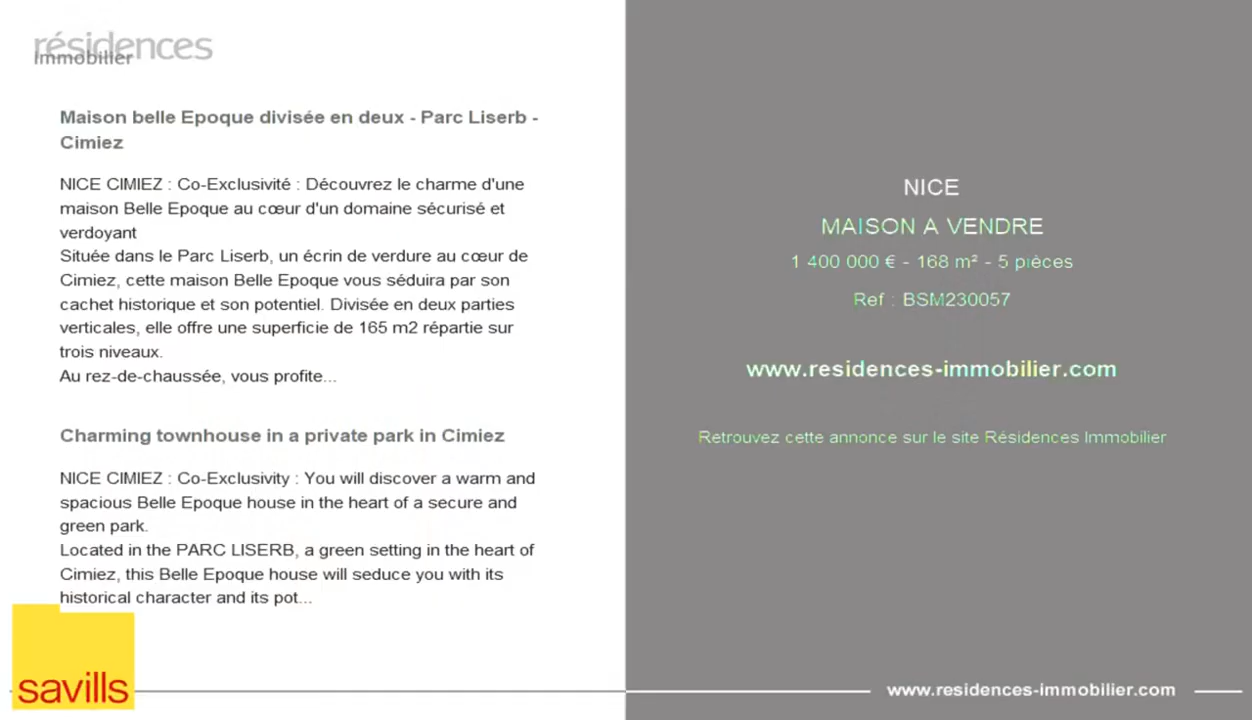 résidences
Immobilier
Maison belle Epoque divisée en deux - Parc Liserb -
Cimiez
NICE CIMIEZ : Co-Exclusivité : Découvrez le charme d'une
maison Belle Epoque au cœur d'un domaine sécurisé et
verdoyant
Située dans le Parc Liserb, un écrin de verdure au cœur de
Cimiez, cette maison Belle Epoque vous séduira par son
cachet historique et son potentiel. Divisée en deux parties
verticales, elle offre une superficie de 165 m2 répartie sur
trois niveaux.
Au rez-de-chaussée, vous profite...
Charming townhouse in a private park in Cimiez
NICE CIMIEZ : Co-Exclusivity : You will discover a warm and
spacious Belle Epoque house in the heart of a secure and
green park.
Located in the PARC LISERB, a green setting in the heart of
Cimiez, this Belle Epoque house will seduce you with its
historical character and its pot...
savills
NICE
MAISON A VENDRE
1 400 000 € - 168 m² - 5 pièces
Ref : BSM230057
www.residences-immobilier.com
Retrouvez cette annonce sur le site Résidences Immobilier
www.residences-immobilier.com